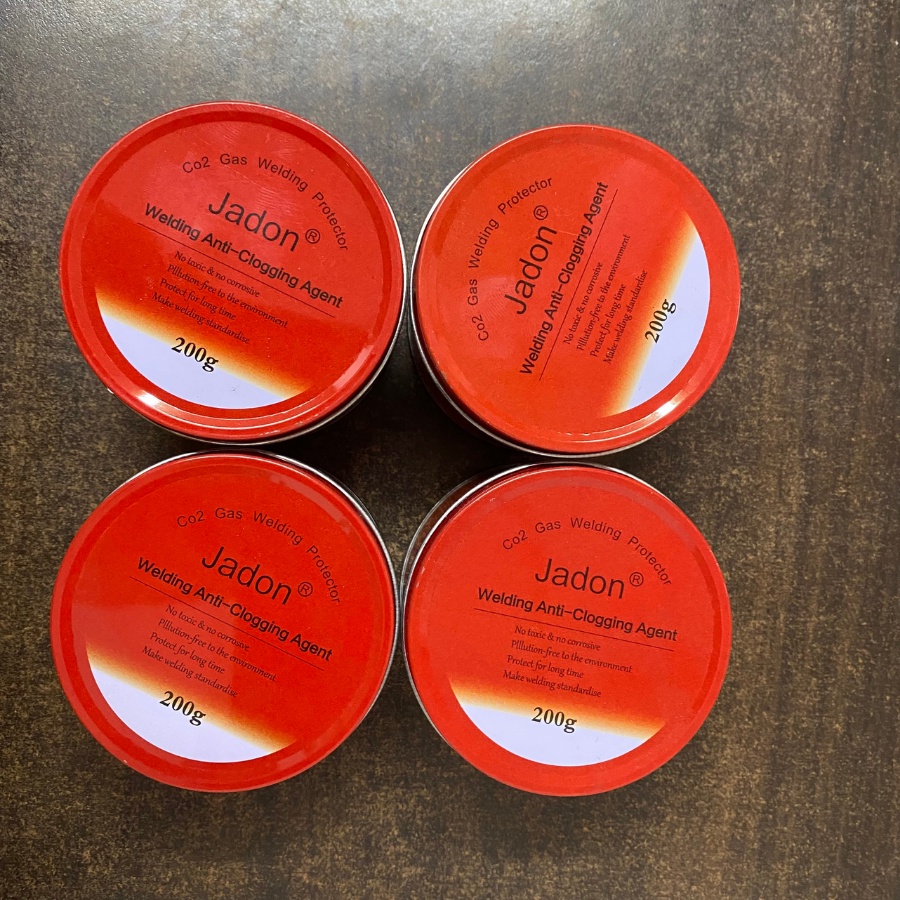 Co2 Gas Welding Protector
Jadon®
Welding Anti-Clogging Agent
No toxic & no corrosive
Plllution-free to the environment
Protect for long time
Make welding standardise
200g
Co2 Gas Welding Protector
Jadon®
Welding Anti-Clogging Agent
No toxic & no corrosive
Plllution-free to the environment
Protect for long time
Make welding standardise
200g
Co2 Gas Welding Protector
Jadon®
Welding Anti-Clogging Agent
No toxic & no corrosive
Plllution-free to the environment
Protect for long time
Make welding standardise
200g
Co2 Gas Welding Protector
Jadon®
Welding Anti-Clogging Agent
No toxic & no corrosive
Plllution-free to the environment
Protect for long time
Make welding standardise
200g